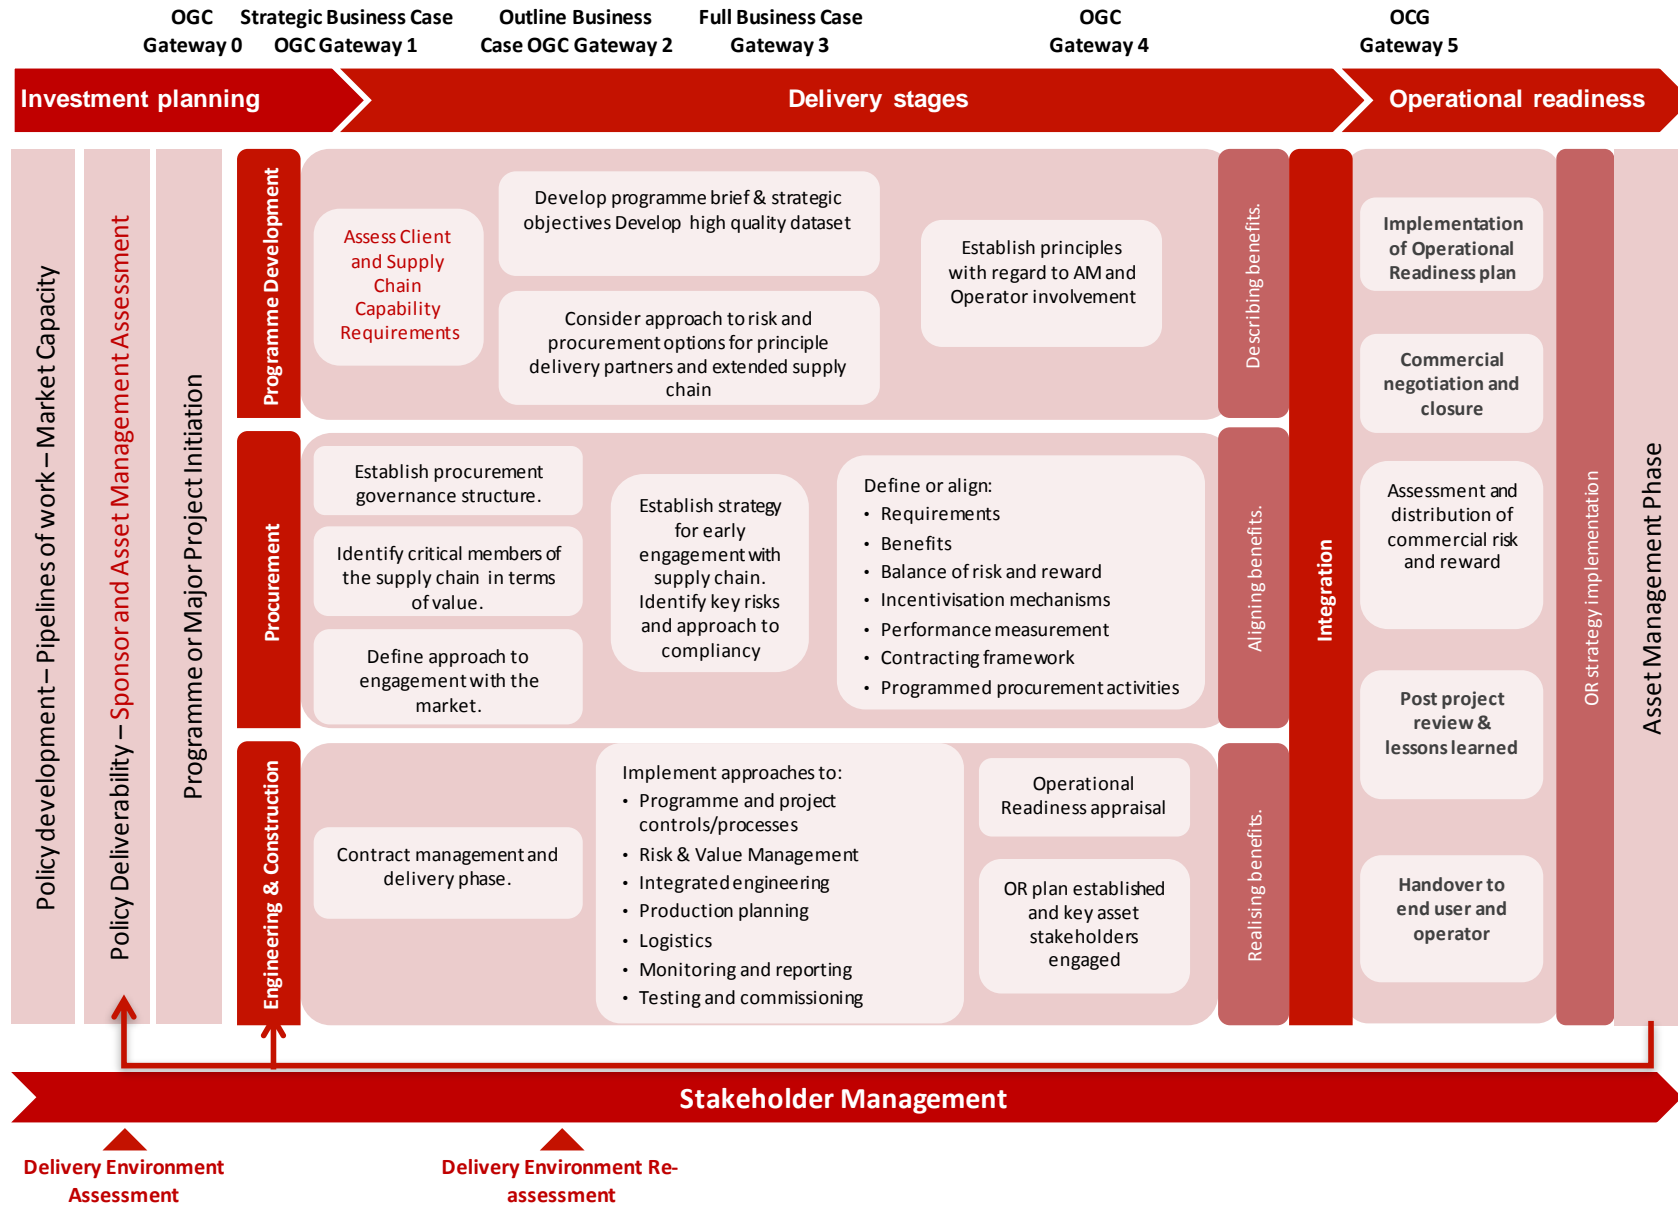 OGC
Gateway 0
Strategic Business Case
OGC Gateway 1
Outline Business
Case OGC Gateway 2
Full Business Case
Gateway 3
OGC
Gateway 4
OCG
Gateway 5
Investment planning
Delivery stages
Operational readiness
Policy development – Pipelines of work – Market Capacity
Policy Deliverability – Sponsor and Asset Management Assessment
Programme or Major Project Initiation
Programme Development
Assess Client
and Supply
Chain
Capability
Requirements
Develop programme brief & strategic
objectives Develop high quality dataset
Consider approach to risk and
procurement options for principle
delivery partners and extended supply
chain
Establish principles
with regard to AM and
Operator involvement
Describing benefits.
Procurement
Establish procurement
governance structure.
Identify critical members of
the supply chain in terms
of value.
Define approach to
engagement with the
market.
Establish strategy
for early
engagement with
supply chain.
Identify key risks
and approach to
compliancy
Define or align:
• Requirements
• Benefits
• Balance of risk and reward
• Incentivisation mechanisms
• Performance measurement
• Contracting framework
• Programmed procurement activities
Aligning benefits.
Engineering & Construction
Contract management and
delivery phase.
Implement approaches to:
• Programme and project
controls/processes
• Risk & Value Management
• Integrated engineering
• Production planning
• Logistics
• Monitoring and reporting
• Testing and commissioning
Operational
Readiness appraisal
OR plan established
and key asset
stakeholders
engaged
Realising benefits.
Integration
Implementation
of Operational
Readiness plan
Commercial
negotiation and
closure
Assessment and
distribution of
commercial risk
and reward
Post project
review &
lessons learned
Handover to
end user and
operator
OR strategy implementation
Asset Management Phase
Stakeholder Management
Delivery Environment
Assessment
Delivery Environment Re-
assessment